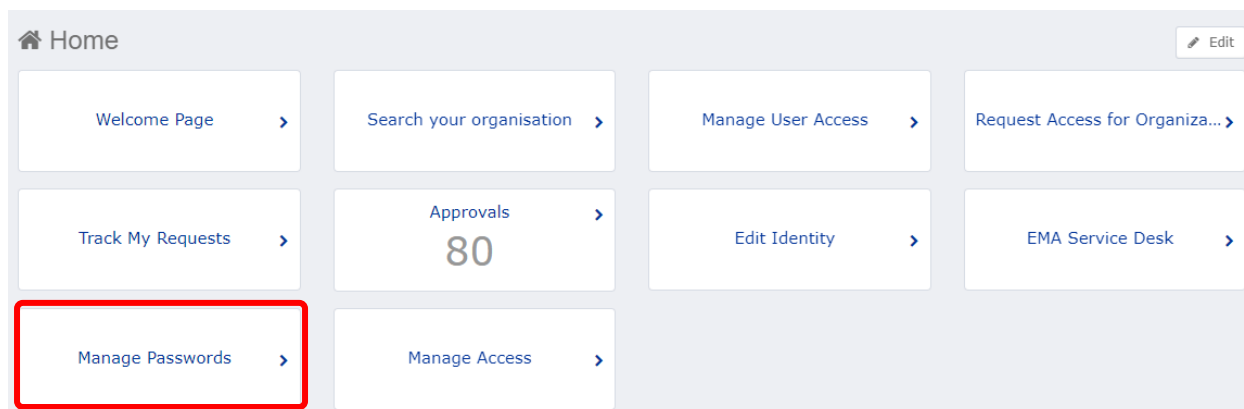 Home
Edit
Welcome Page
Search your organisation
Manage User Access
Request Access for Organiza...
Track My Requests
Approvals
80
Edit Identity
EMA Service Desk
Manage Passwords
Manage Access